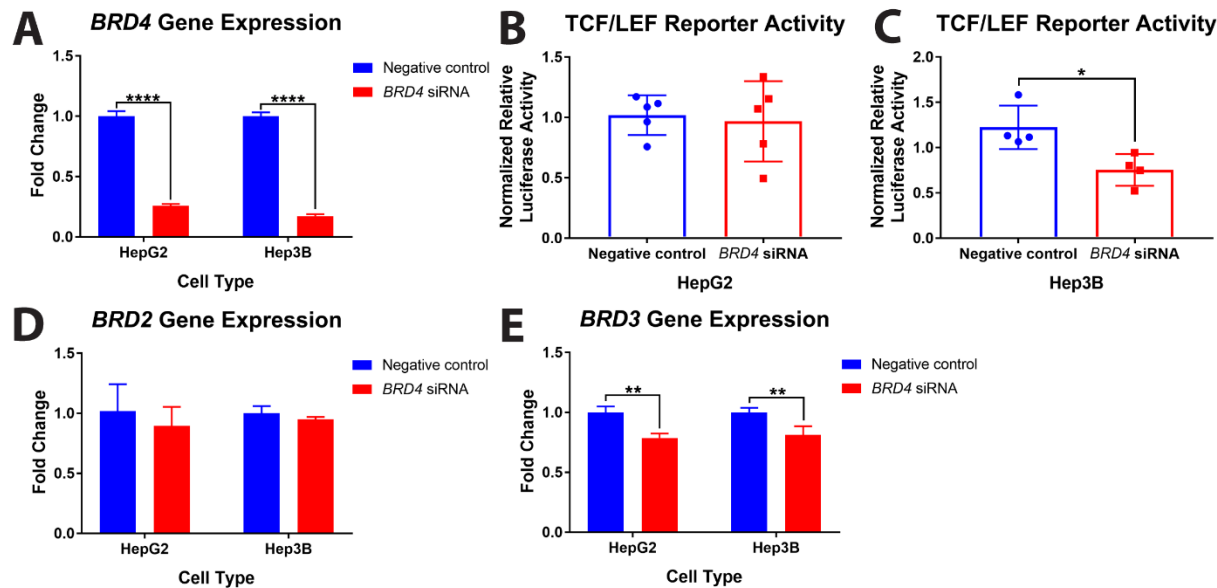 A
BRD4 Gene Expression
Fold Change
1.5
1.0
0.5
0.0
****
****
HepG2
Hep3B
Cell Type
Negative control
BRD4 siRNA
B
TCF/LEF Reporter Activity
Normalized Relative
Luciferase Activity
1.5
1.0
0.5
0.0
Negative control
BRD4 siRNA
HepG2
C
TCF/LEF Reporter Activity
Normalized Relative
Luciferase Activity
2.0
1.5
1.0
0.5
0.0
*
Negative control
BRD4 siRNA
Hep3B
D
BRD2 Gene Expression
Fold Change
1.5
1.0
0.5
0.0
HepG2
Hep3B
Cell Type
Negative control
BRD4 siRNA
E
BRD3 Gene Expression
Fold Change
1.5
1.0
0.5
0.0
**
**
HepG2
Hep3B
Cell Type
Negative control
BRD4 siRNA